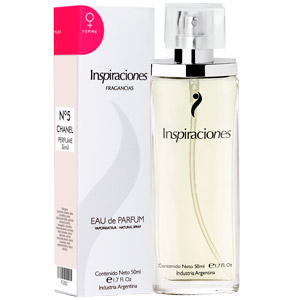 FEMME
Inspiraciones
FRAGANCIAS
Nº5
CHANEL
PERFUME
50ml
EAU de PARFUM
VAPORISATEUR - NATURAL SPRAY
Contenido Neto 50ml
e 1,7 Fl. Oz
Industria Argentina
Inspiraciones
Contenido Neto 50ml
e 1,7 Fl. Oz
Industria Argentina